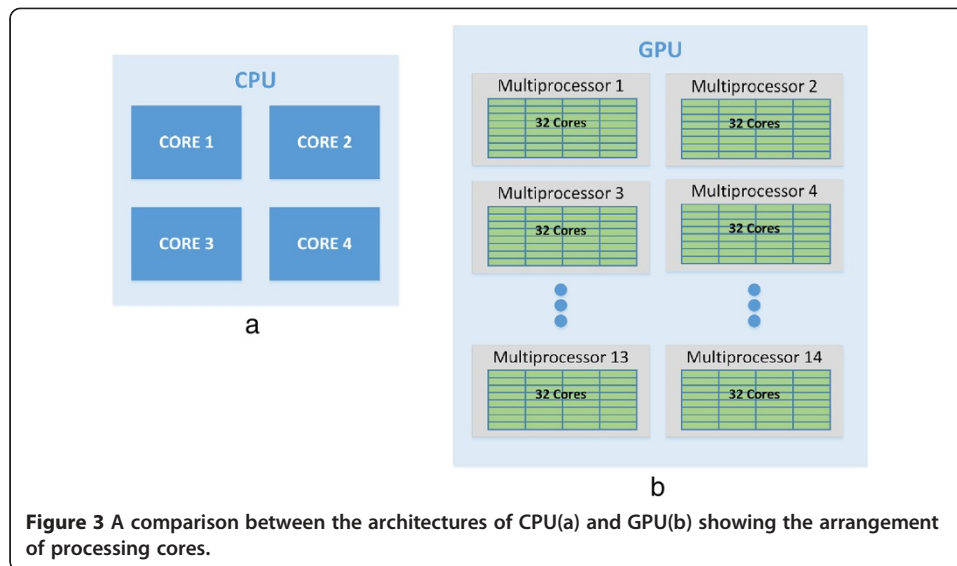 CPU
CORE 1
CORE 2
CORE 3
CORE 4
a
GPU
Multiprocessor 1
32 Cores
Multiprocessor 2
32 Cores
Multiprocessor 3
32 Cores
Multiprocessor 4
32 Cores
Multiprocessor 13
32 Cores
Multiprocessor 14
32 Cores
b
Figure 3 A comparison between the architectures of CPU(a) and GPU(b) showing the arrangement
of processing cores.